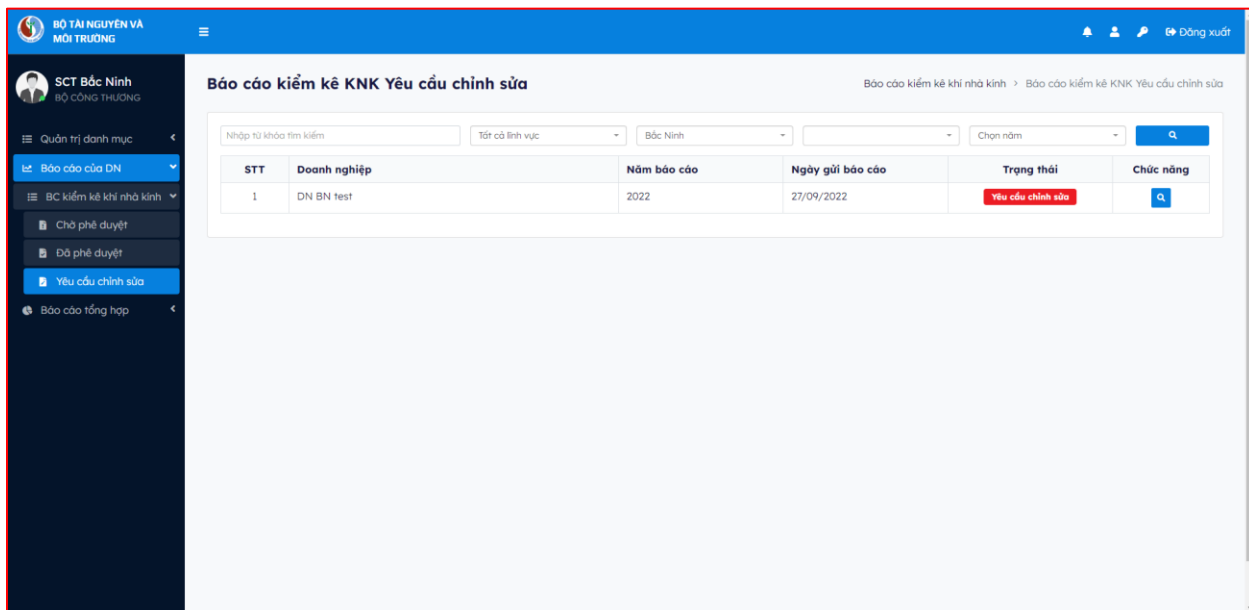 BỘ TÀI NGUYÊN VÀ
MÔI TRƯỜNG
Đăng xuất
SCT Bắc Ninh
BỘ CÔNG THƯƠNG
Quản trị danh mục
Báo cáo của DN
BC kiểm kê khí nhà kính
Chờ phê duyệt
Đã phê duyệt
Yêu cầu chỉnh sửa
Báo cáo tổng hợp
Báo cáo kiểm kê KNK Yêu cầu chỉnh sửa
Báo cáo kiểm kê khí nhà kính > Báo cáo kiểm kê KNK Yêu cầu chỉnh sửa
Nhập từ khóa tìm kiếm Tất cả lĩnh vực Bắc Ninh Chọn năm
STT Doanh nghiệp Năm báo cáo Ngày gửi báo cáo Trạng thái Chức năng
1 DN BN test 2022 27/09/2022 Yêu cầu chỉnh sửa